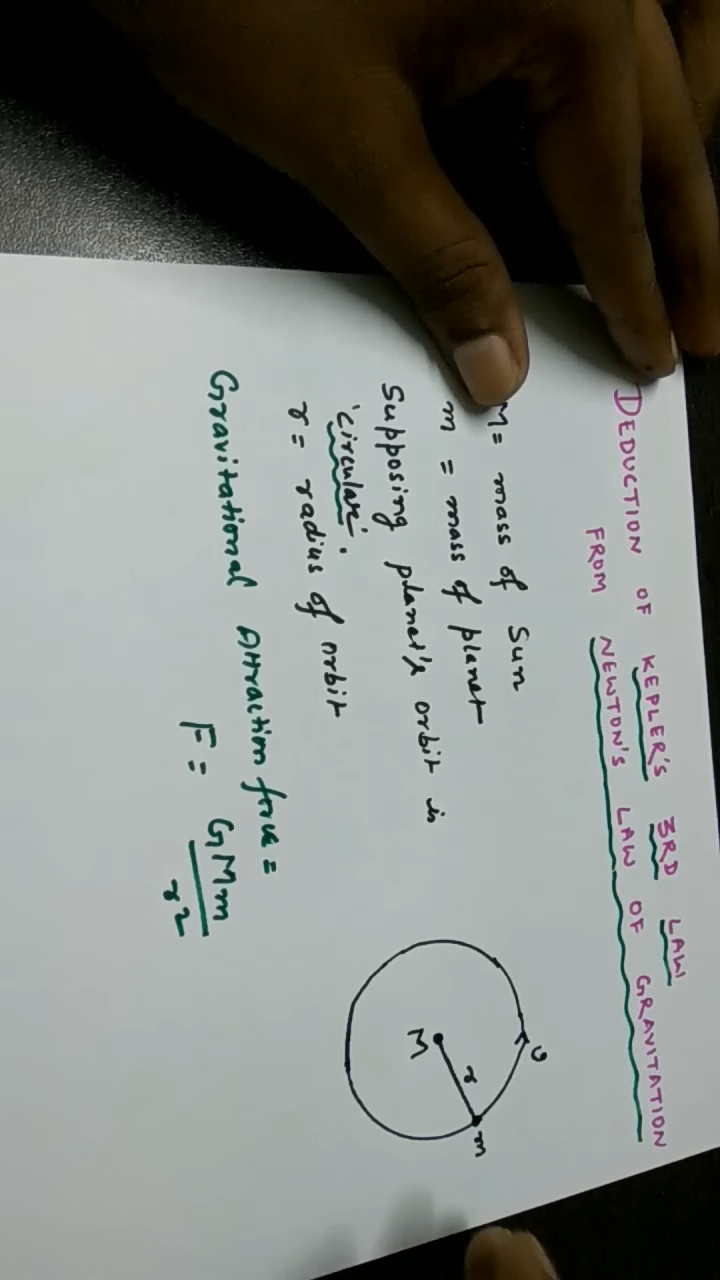 DEDUCTION OF KEPLER'S 3RD LAW
FROM NEWTON'S LAW OF GRAVITATION
M = mass of Sun
m = mass of planet
Supposing planet's orbit is
'circular'.
r = radius of orbit
Gravitational Attraction force =
F = GMm
r2
v
M
r
m